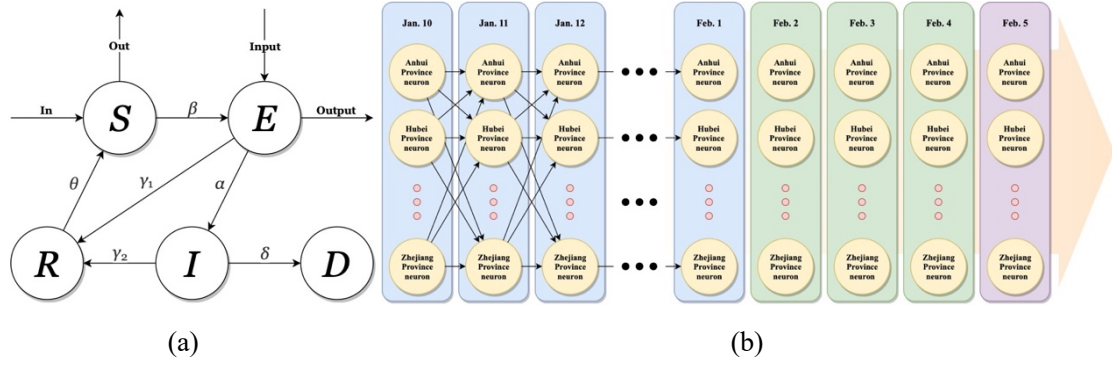 Out
Input
In
S
β
E
Output
θ
γ₁
α
R
γ₂
I
δ
D
(a)
Jan. 10
Jan. 11
Jan. 12
Feb. 1
Feb. 2
Feb. 3
Feb. 4
Feb. 5
Anhui
Province
neuron
Anhui
Province
neuron
Anhui
Province
neuron
Anhui
Province
neuron
Anhui
Province
neuron
Anhui
Province
neuron
Anhui
Province
neuron
Anhui
Province
neuron
Hubei
Province
neuron
Hubei
Province
neuron
Hubei
Province
neuron
Hubei
Province
neuron
Hubei
Province
neuron
Hubei
Province
neuron
Hubei
Province
neuron
Hubei
Province
neuron
Zhejiang
Province
neuron
Zhejiang
Province
neuron
Zhejiang
Province
neuron
Zhejiang
Province
neuron
Zhejiang
Province
neuron
Zhejiang
Province
neuron
Zhejiang
Province
neuron
Zhejiang
Province
neuron
(b)